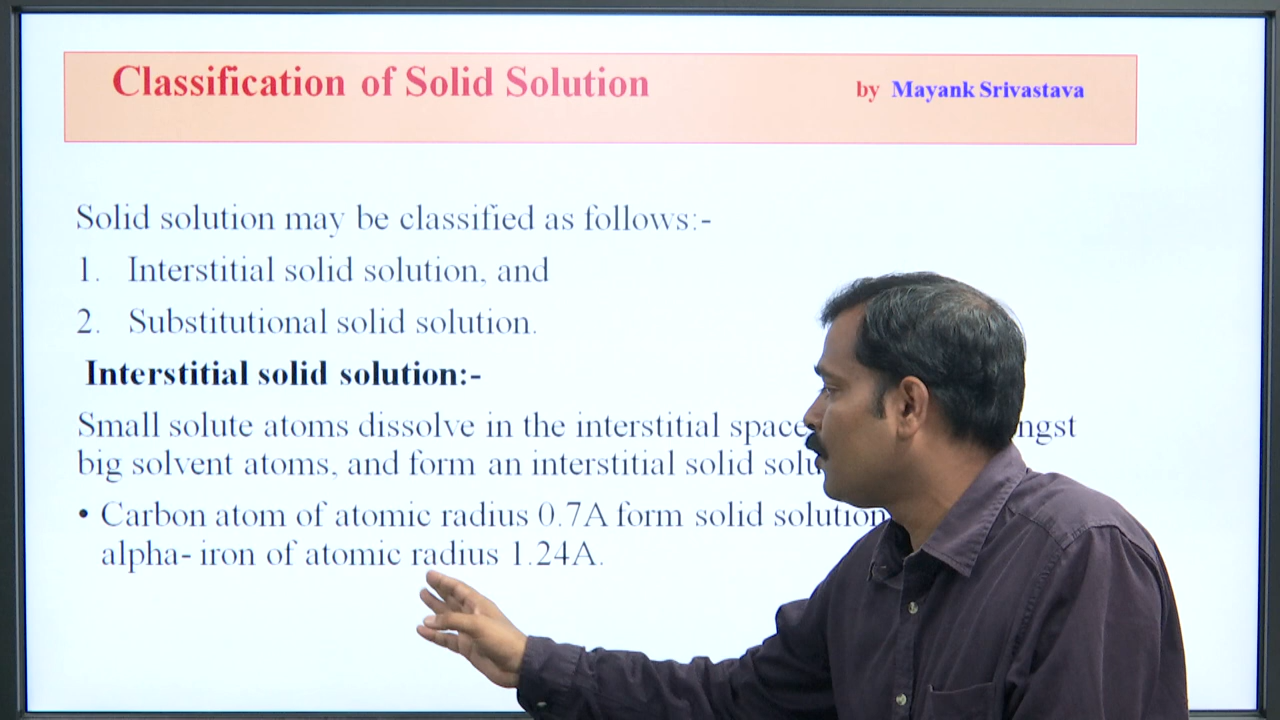 Classification of Solid Solution by Mayank Srivastava
Solid solution may be classified as follows:-
1. Interstitial solid solution, and
2. Substitutional solid solution.
Interstitial solid solution:-
Small solute atoms dissolve in the interstitial
big solvent atoms, and form an interstitial solid
• Carbon atom of atomic radius 0.7A form solid solution
alpha- iron of atomic radius 1.24A.